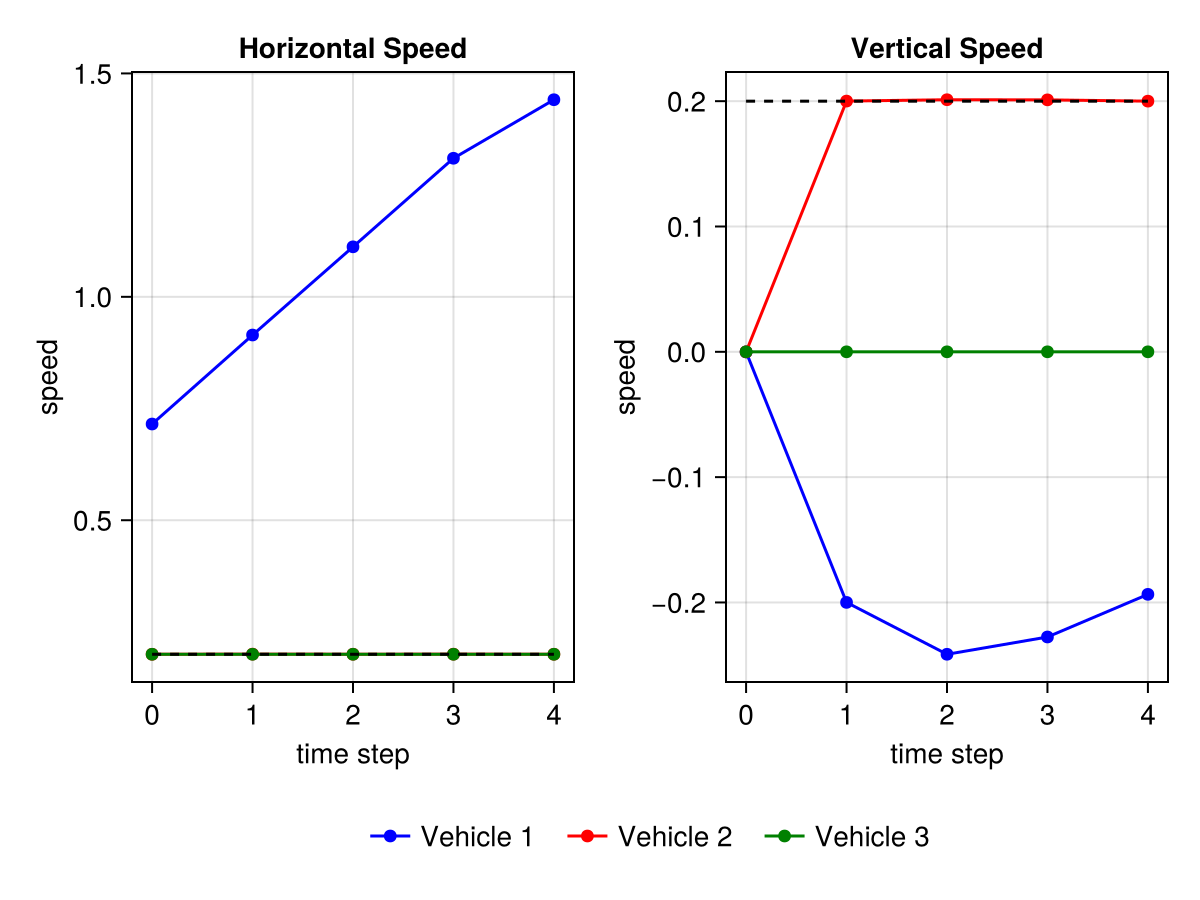 Horizontal Speed
1.5
1.0
0.5
speed
0 1 2 3 4
time step
Vertical Speed
0.2
0.1
0.0
−0.1
−0.2
speed
0 1 2 3 4
time step
Vehicle 1 Vehicle 2 Vehicle 3